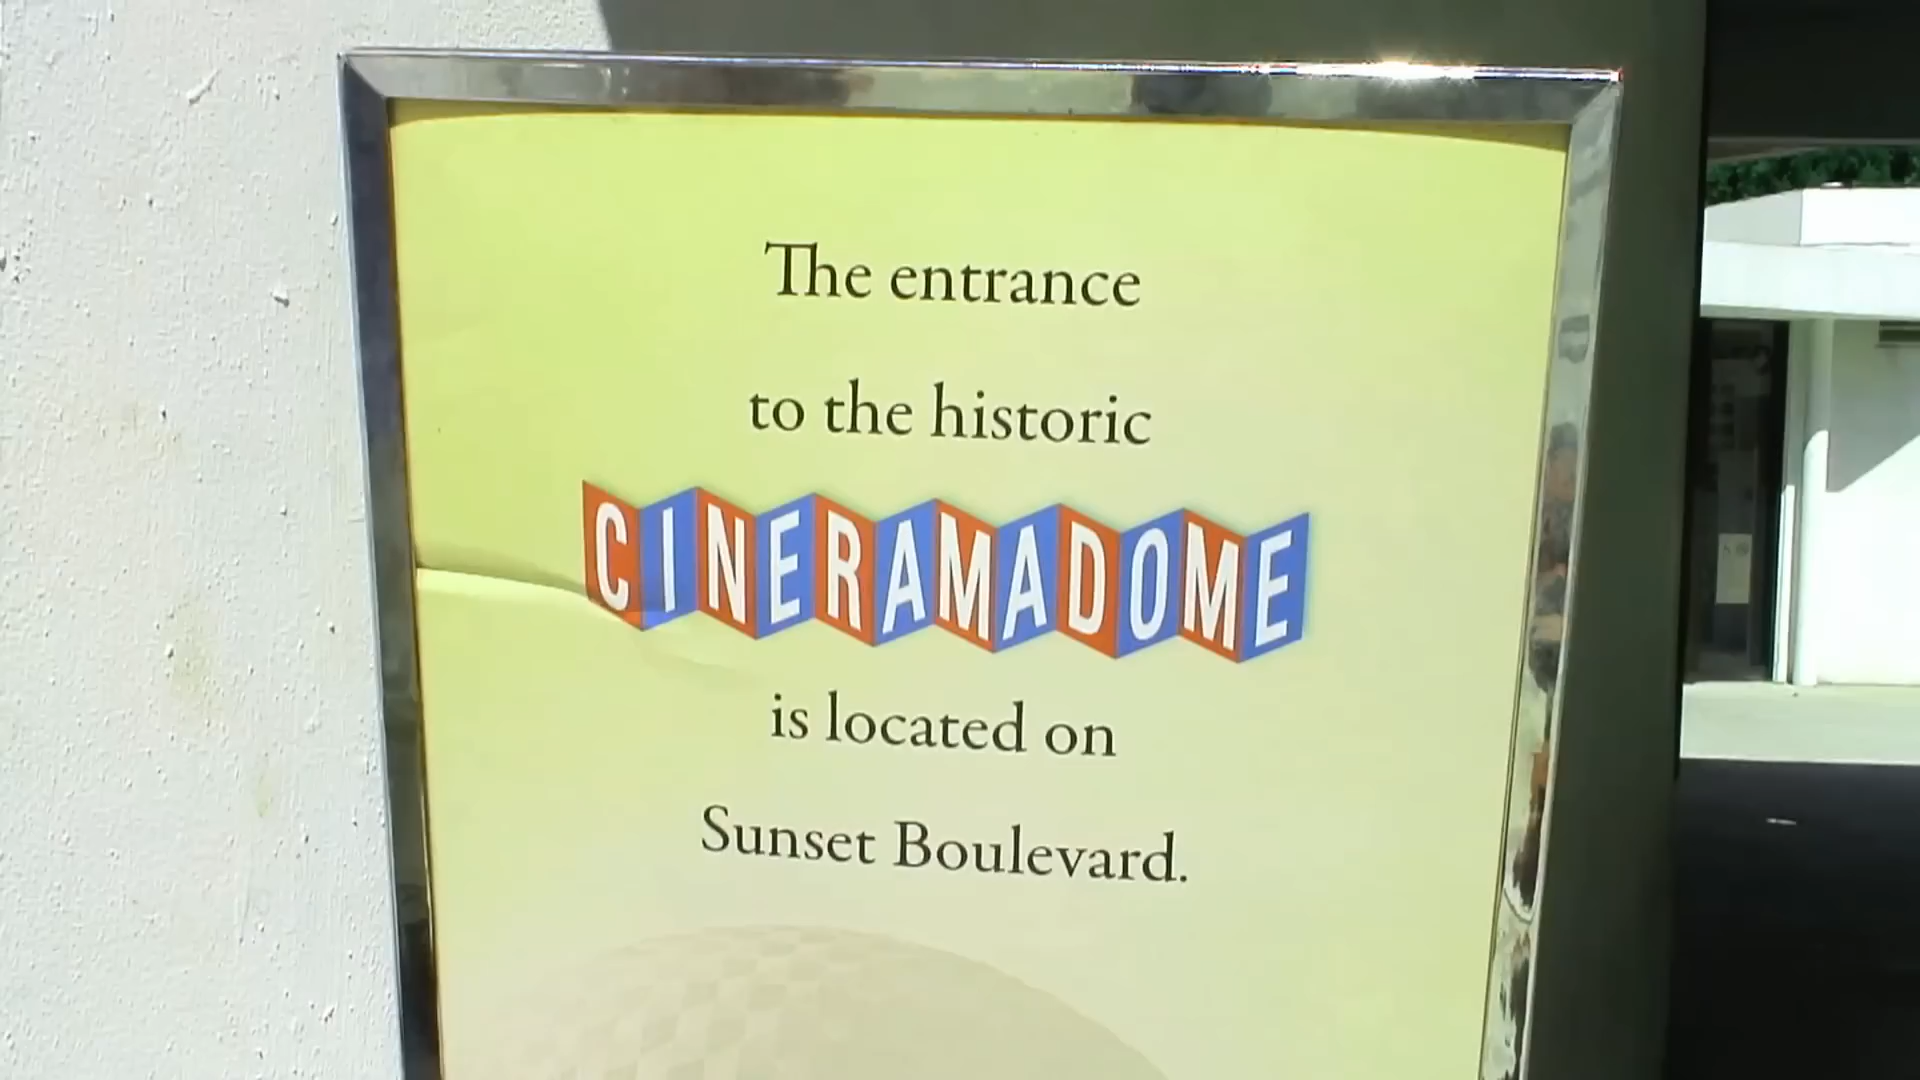 The entrance
to the historic
CINERAMADOME
is located on
Sunset Boulevard.